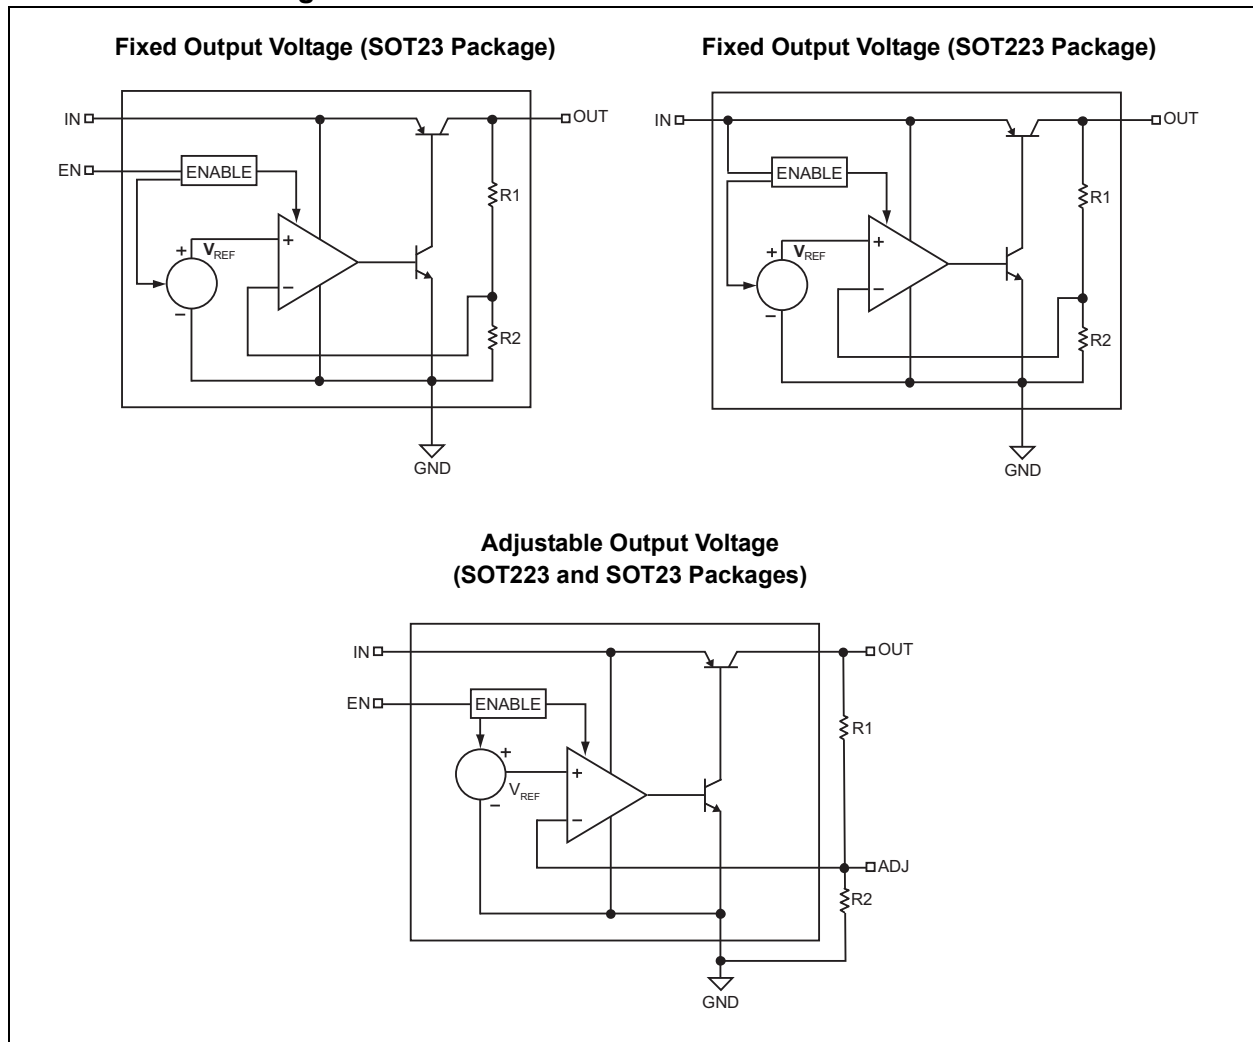 Fixed Output Voltage (SOT23 Package)
IN
OUT
EN
ENABLE
R1
+
VREF
+
−
−
R2
GND
Fixed Output Voltage (SOT223 Package)
IN
OUT
ENABLE
R1
+
VREF
+
−
−
R2
GND
Adjustable Output Voltage
(SOT223 and SOT23 Packages)
IN
OUT
EN
ENABLE
R1
+
+
VREF
−
−
ADJ
R2
GND